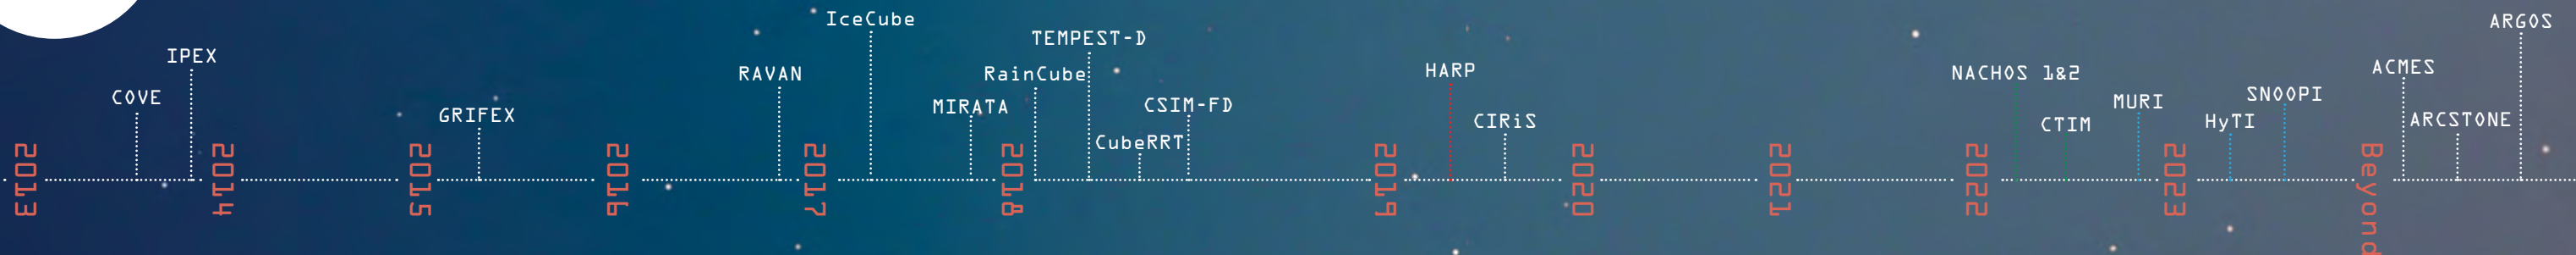 2013
COVE
IPEX
2014
2015
GRIFEX
2016
RAVAN
2017
IceCube
MIRATA
2018
RainCube
TEMPEST-D
CubeRRT
CSIM-FD
2019
HARP
CIRiS
2020
2021
2022
NACHOS 1&2
CTIM
MURI
2023
HyTI
SNOOPI
Beyond
ACMES
ARCSTONE
ARGOS